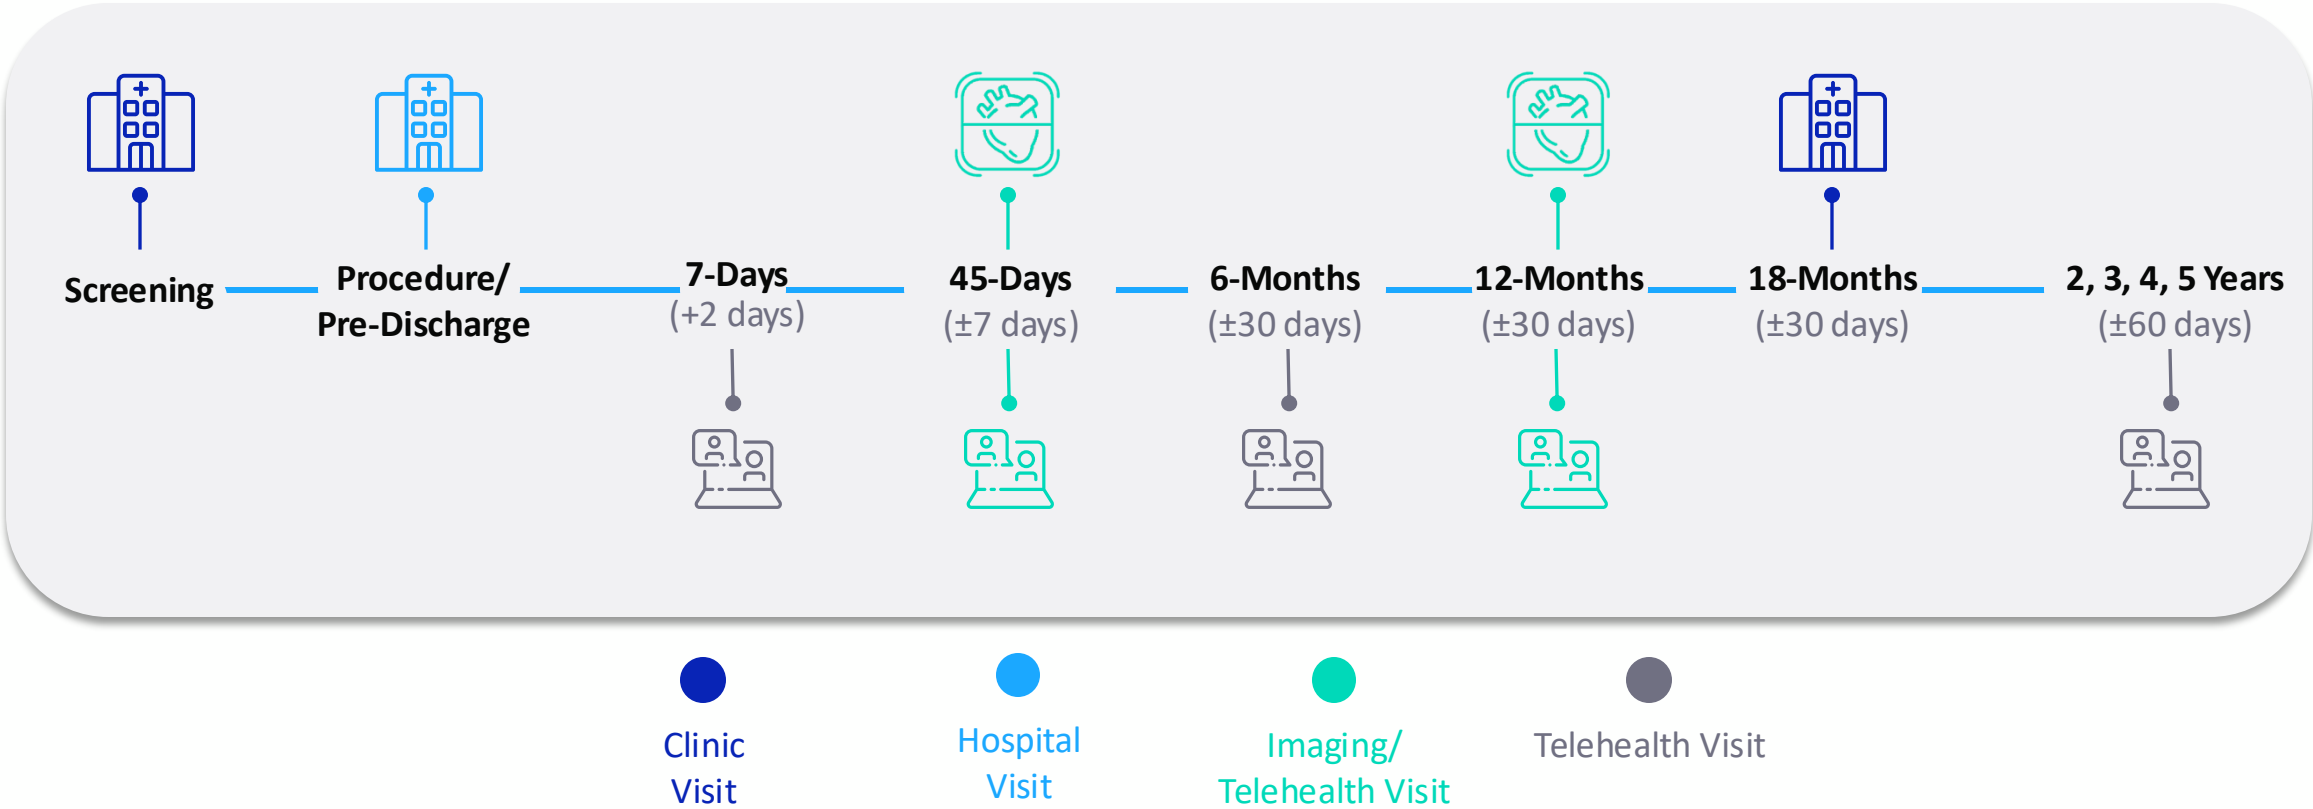 Screening
Procedure/
Pre-Discharge
7-Days
(+2 days)
45-Days
(±7 days)
6-Months
(±30 days)
12-Months
(±30 days)
18-Months
(±30 days)
2, 3, 4, 5 Years
(±60 days)
Clinic
Visit
Hospital
Visit
Imaging/
Telehealth Visit
Telehealth Visit